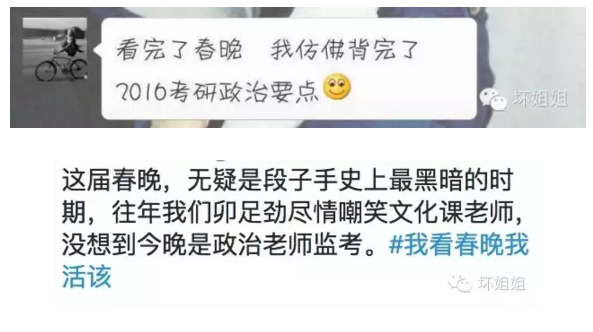 看完了春晚 我仿佛背完了
2016考研政治要点
坏姐姐
这届春晚，无疑是段子手史上最黑暗的时
期，往年我们卯足劲尽情嘲笑文化课老师，
没想到今晚是政治老师监考。#我看春晚我
活该
坏姐姐